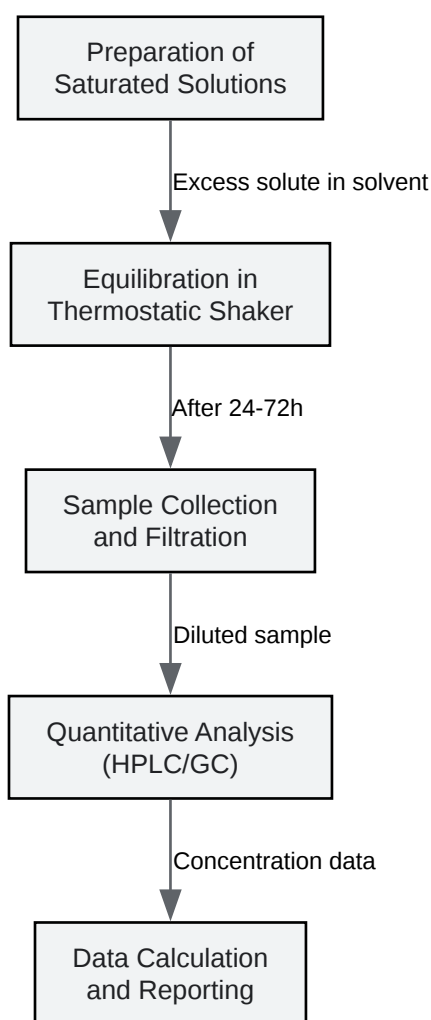 Preparation of
Saturated Solutions
Excess solute in solvent
Equilibration in
Thermostatic Shaker
After 24-72h
Sample Collection
and Filtration
Diluted sample
Quantitative Analysis
(HPLC/GC)
Concentration data
Data Calculation
and Reporting